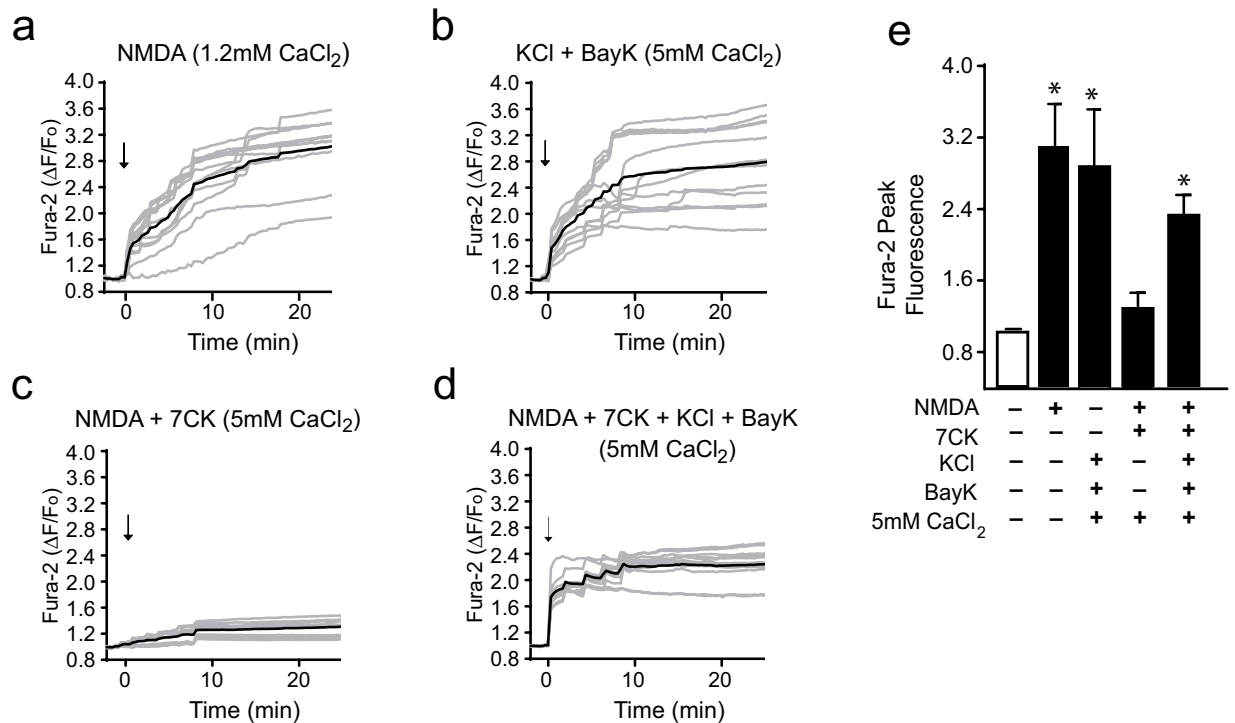 a
NMDA (1.2mM CaCl2)
Fura-2 (ΔF/Fo)
4.0
3.6
3.2
2.8
2.4
2.0
1.6
1.2
0.8
0 10 20
Time (min)
b
KCl + BayK (5mM CaCl2)
Fura-2 (ΔF/Fo)
4.0
3.6
3.2
2.8
2.4
2.0
1.6
1.2
0.8
0 10 20
Time (min)
c
NMDA + 7CK (5mM CaCl2)
Fura-2 (ΔF/Fo)
4.0
3.6
3.2
2.8
2.4
2.0
1.6
1.2
0.8
0 10 20
Time (min)
d
NMDA + 7CK + KCl + BayK
(5mM CaCl2)
Fura-2 (ΔF/Fo)
4.0
3.6
3.2
2.8
2.4
2.0
1.6
1.2
0.8
0 10 20
Time (min)
e
Fura-2 Peak
Fluorescence
4.0
3.2
2.4
1.6
0.8
* * *
NMDA – + – + +
7CK – – – + +
KCl – – + – +
BayK – – + – +
5mM CaCl2 – – + + +